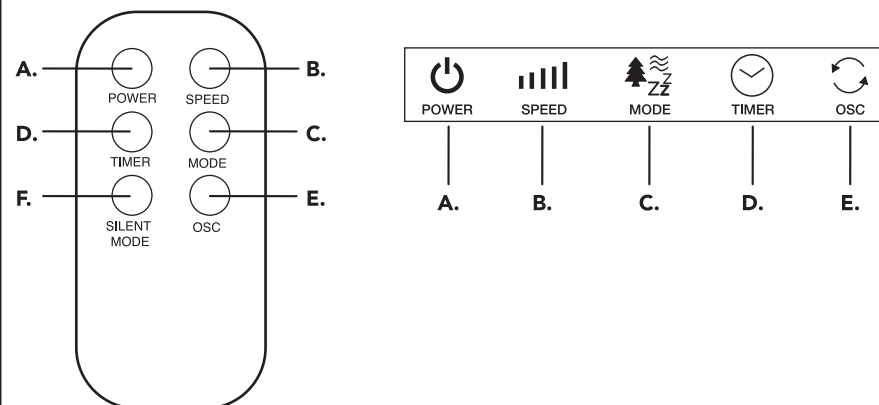 A. B.
POWER SPEED
D. C.
TIMER MODE
F. E.
SILENT
MODE
OSC
POWER SPEED MODE TIMER OSC
A. B. C. D. E.